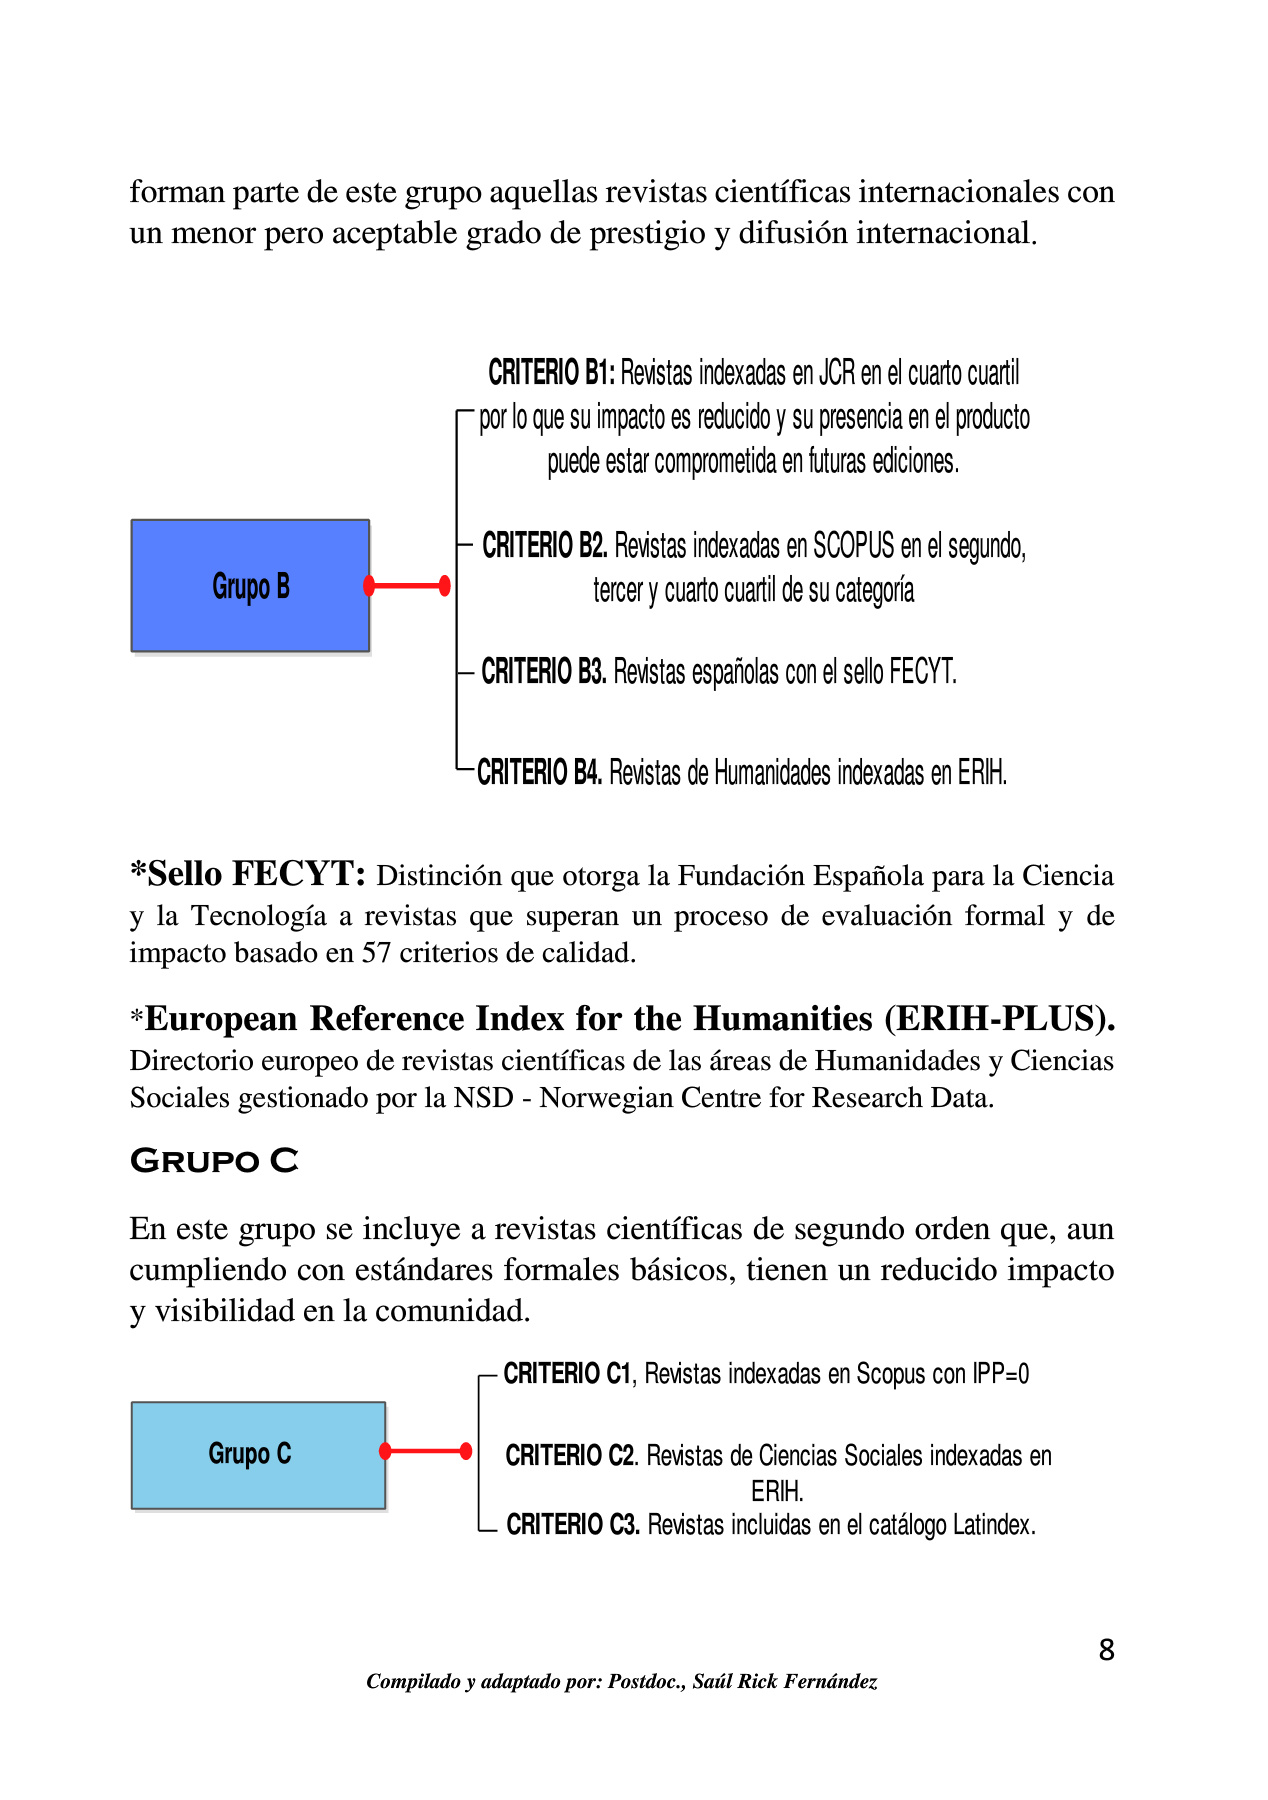 forman parte de este grupo aquellas revistas científicas internacionales con
un menor pero aceptable grado de prestigio y difusión internacional.
CRITERIO B1: Revistas indexadas en JCR en el cuarto cuartil
por lo que su impacto es reducido y su presencia en el producto
puede estar comprometida en futuras ediciones.
Grupo B
CRITERIO B2. Revistas indexadas en SCOPUS en el segundo,
tercer y cuarto cuartil de su categoría
CRITERIO B3. Revistas españolas con el sello FECYT.
CRITERIO B4. Revistas de Humanidades indexadas en ERIH.
*Sello FECYT: Distinción que otorga la Fundación Española para la Ciencia
y la Tecnología a revistas que superan un proceso de evaluación formal y de
impacto basado en 57 criterios de calidad.
*European Reference Index for the Humanities (ERIH-PLUS).
Directorio europeo de revistas científicas de las áreas de Humanidades y Ciencias
Sociales gestionado por la NSD - Norwegian Centre for Research Data.
GRUPO C
En este grupo se incluye a revistas científicas de segundo orden que, aun
cumpliendo con estándares formales básicos, tienen un reducido impacto
y visibilidad en la comunidad.
CRITERIO C1, Revistas indexadas en Scopus con IPP=0
Grupo C
CRITERIO C2. Revistas de Ciencias Sociales indexadas en
ERIH.
CRITERIO C3. Revistas incluidas en el catálogo Latindex.
8
Compilado y adaptado por: Postdoc., Saúl Rick Fernández